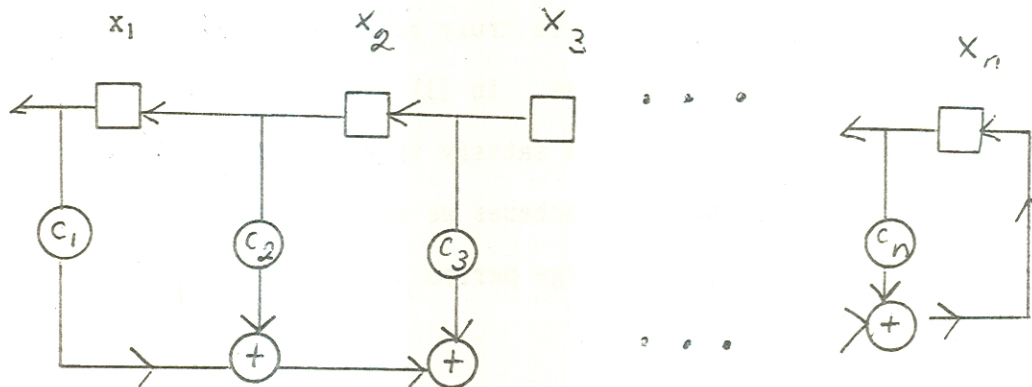 x₁ x₂ x₃ . . . xₙ
c₁ c₂ c₃ cₙ
+ + . . . +